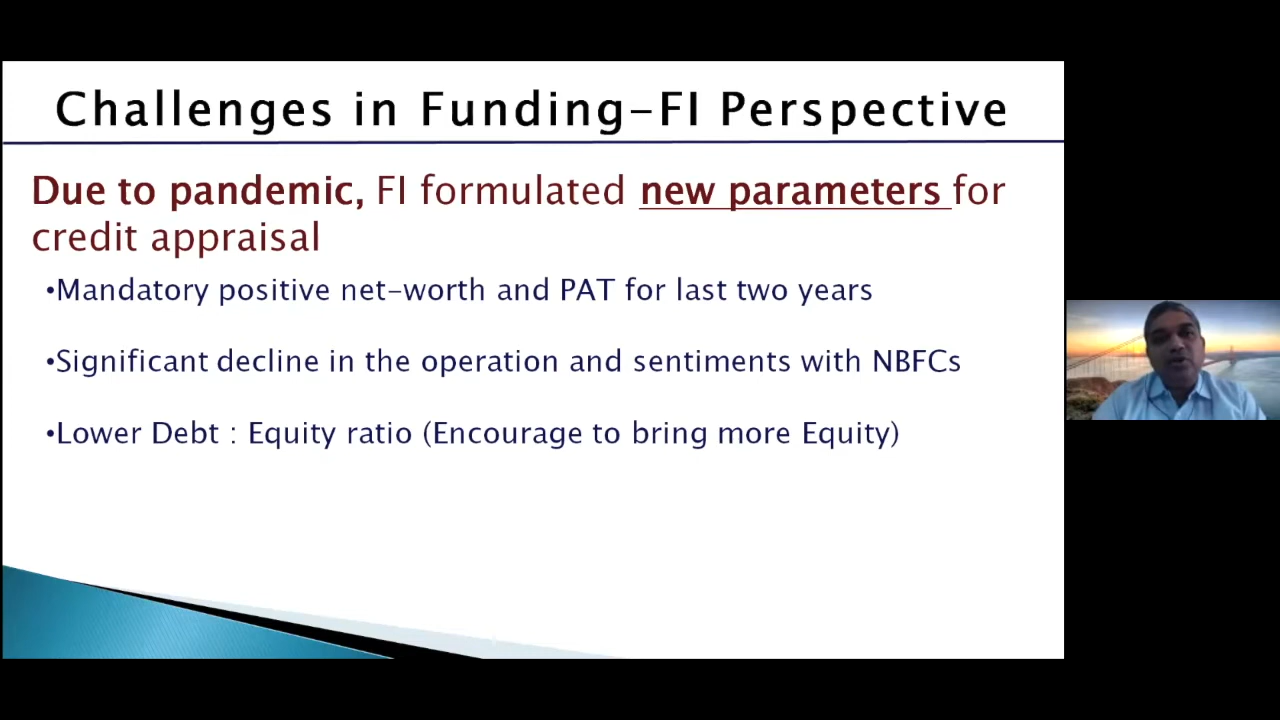 Challenges in Funding-FI Perspective
Due to pandemic, FI formulated new parameters for
credit appraisal
•Mandatory positive net-worth and PAT for last two years
•Significant decline in the operation and sentiments with NBFCs
•Lower Debt : Equity ratio (Encourage to bring more Equity)